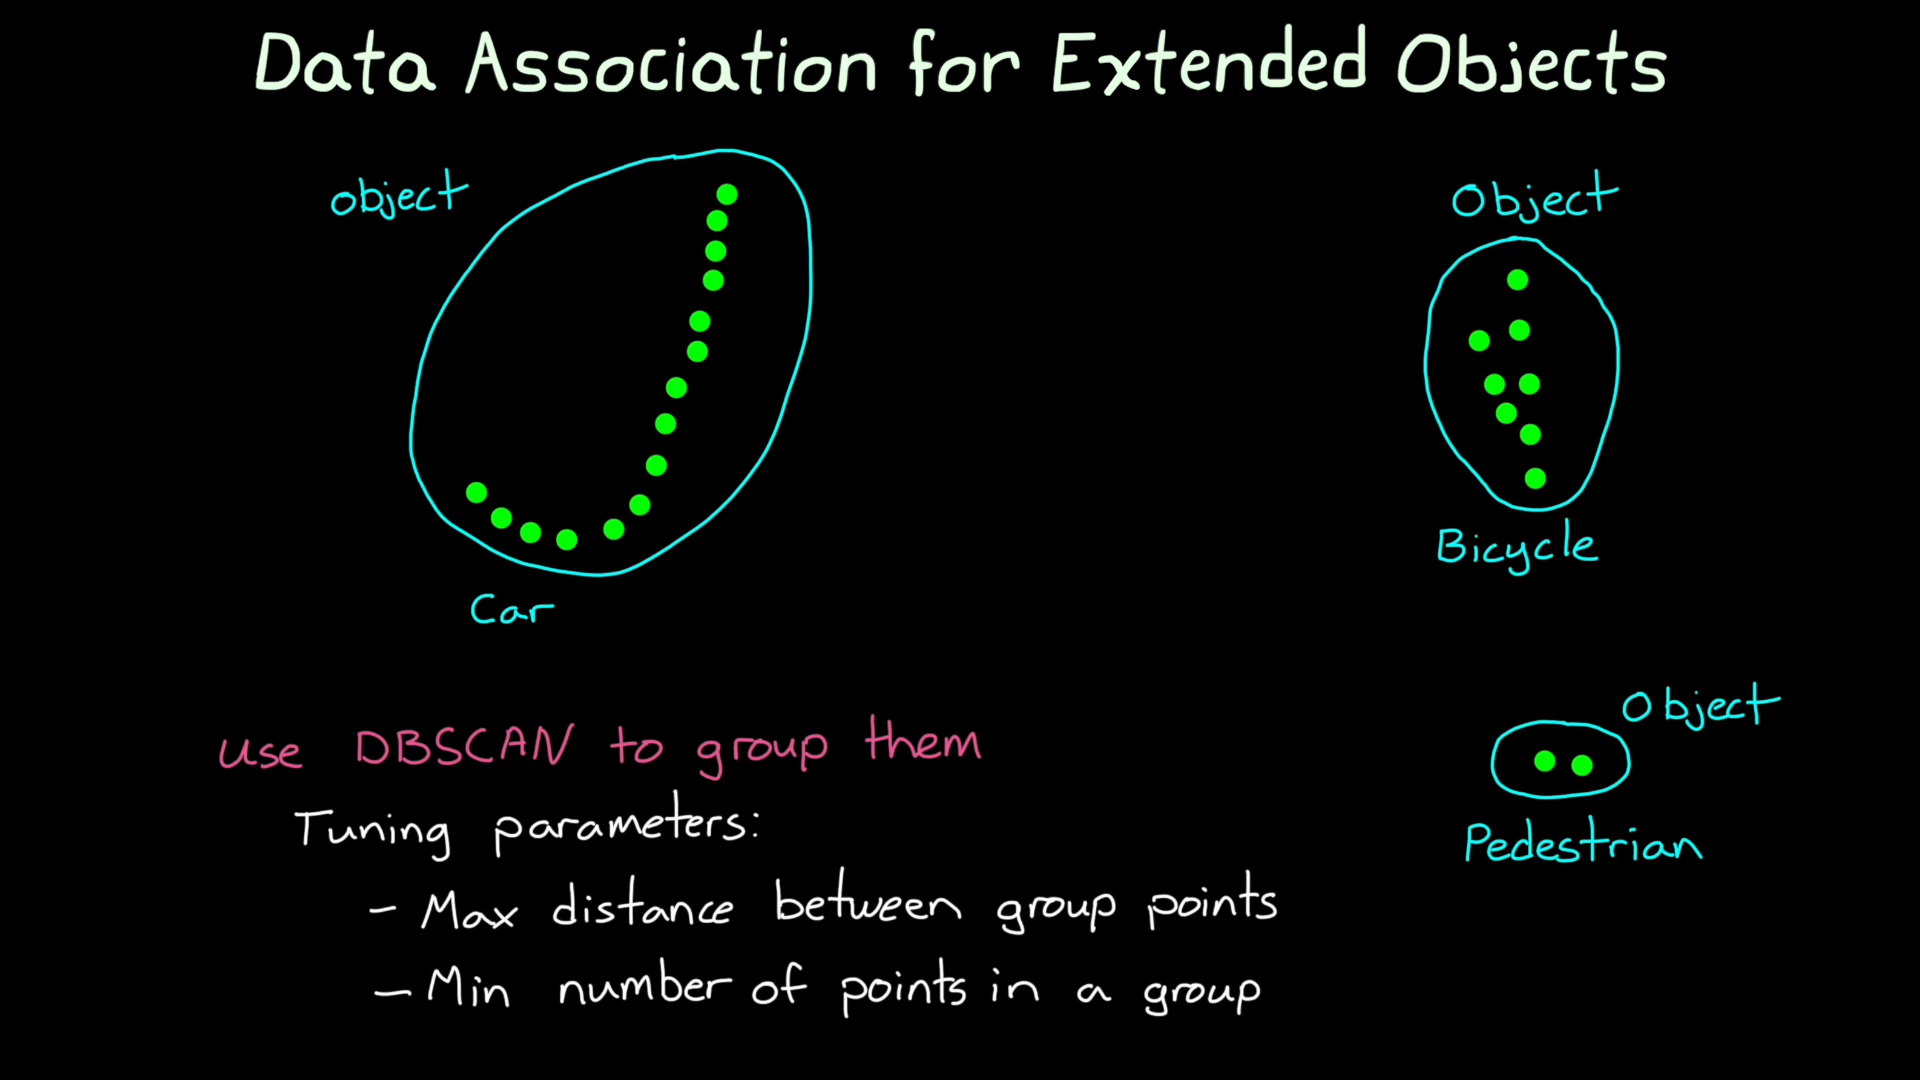 Data Association for Extended Objects
object
Object
Bicycle
Car
Object
use DBSCAN to group them
Tuning parameters:
Pedestrian
- Max distance between group points
- Min number of points in a group